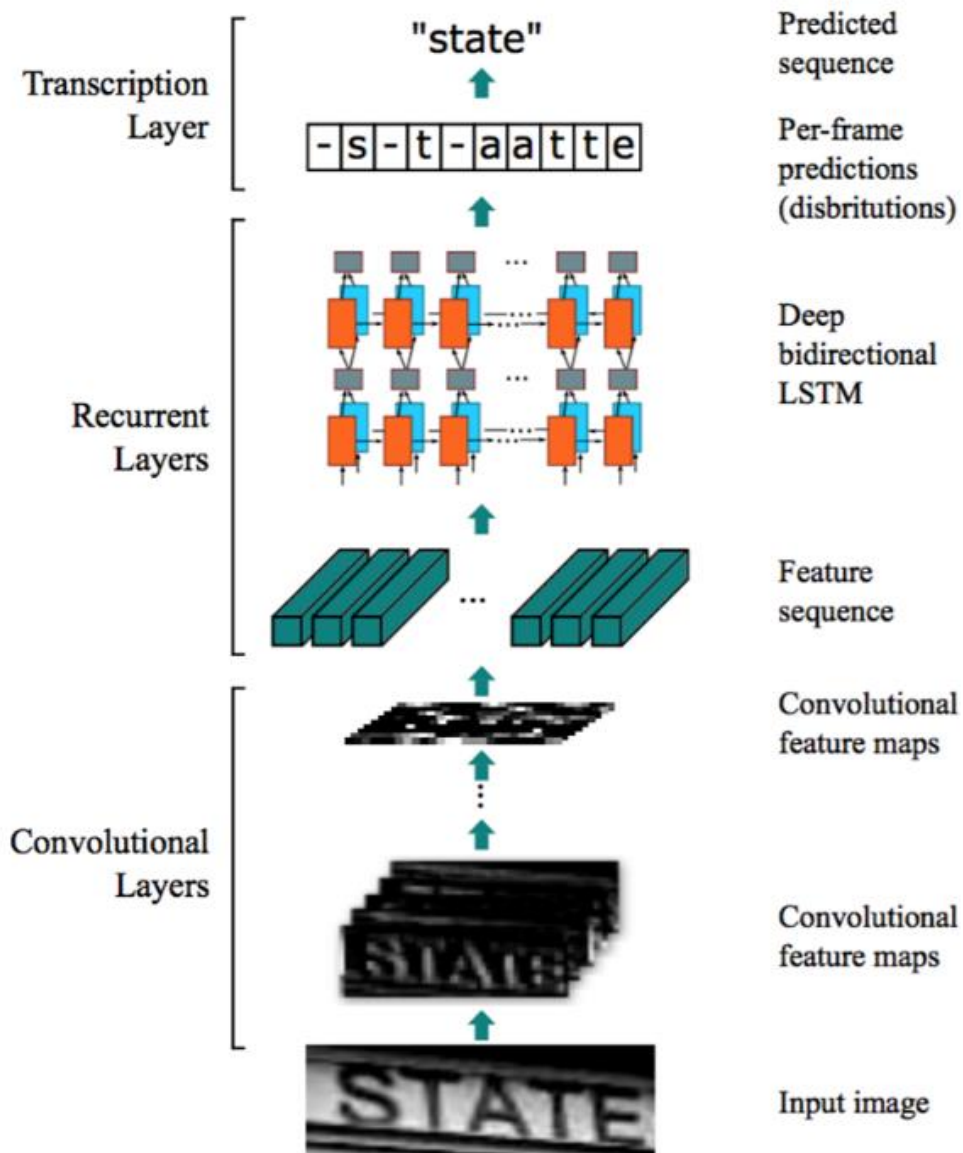 "state"
Predicted
sequence
Transcription
Layer
-s-t-aatte
Per-frame
predictions
(disbritutions)
Deep
bidirectional
LSTM
Recurrent
Layers
Feature
sequence
Convolutional
feature maps
Convolutional
Layers
STATE
Convolutional
feature maps
STATE
Input image